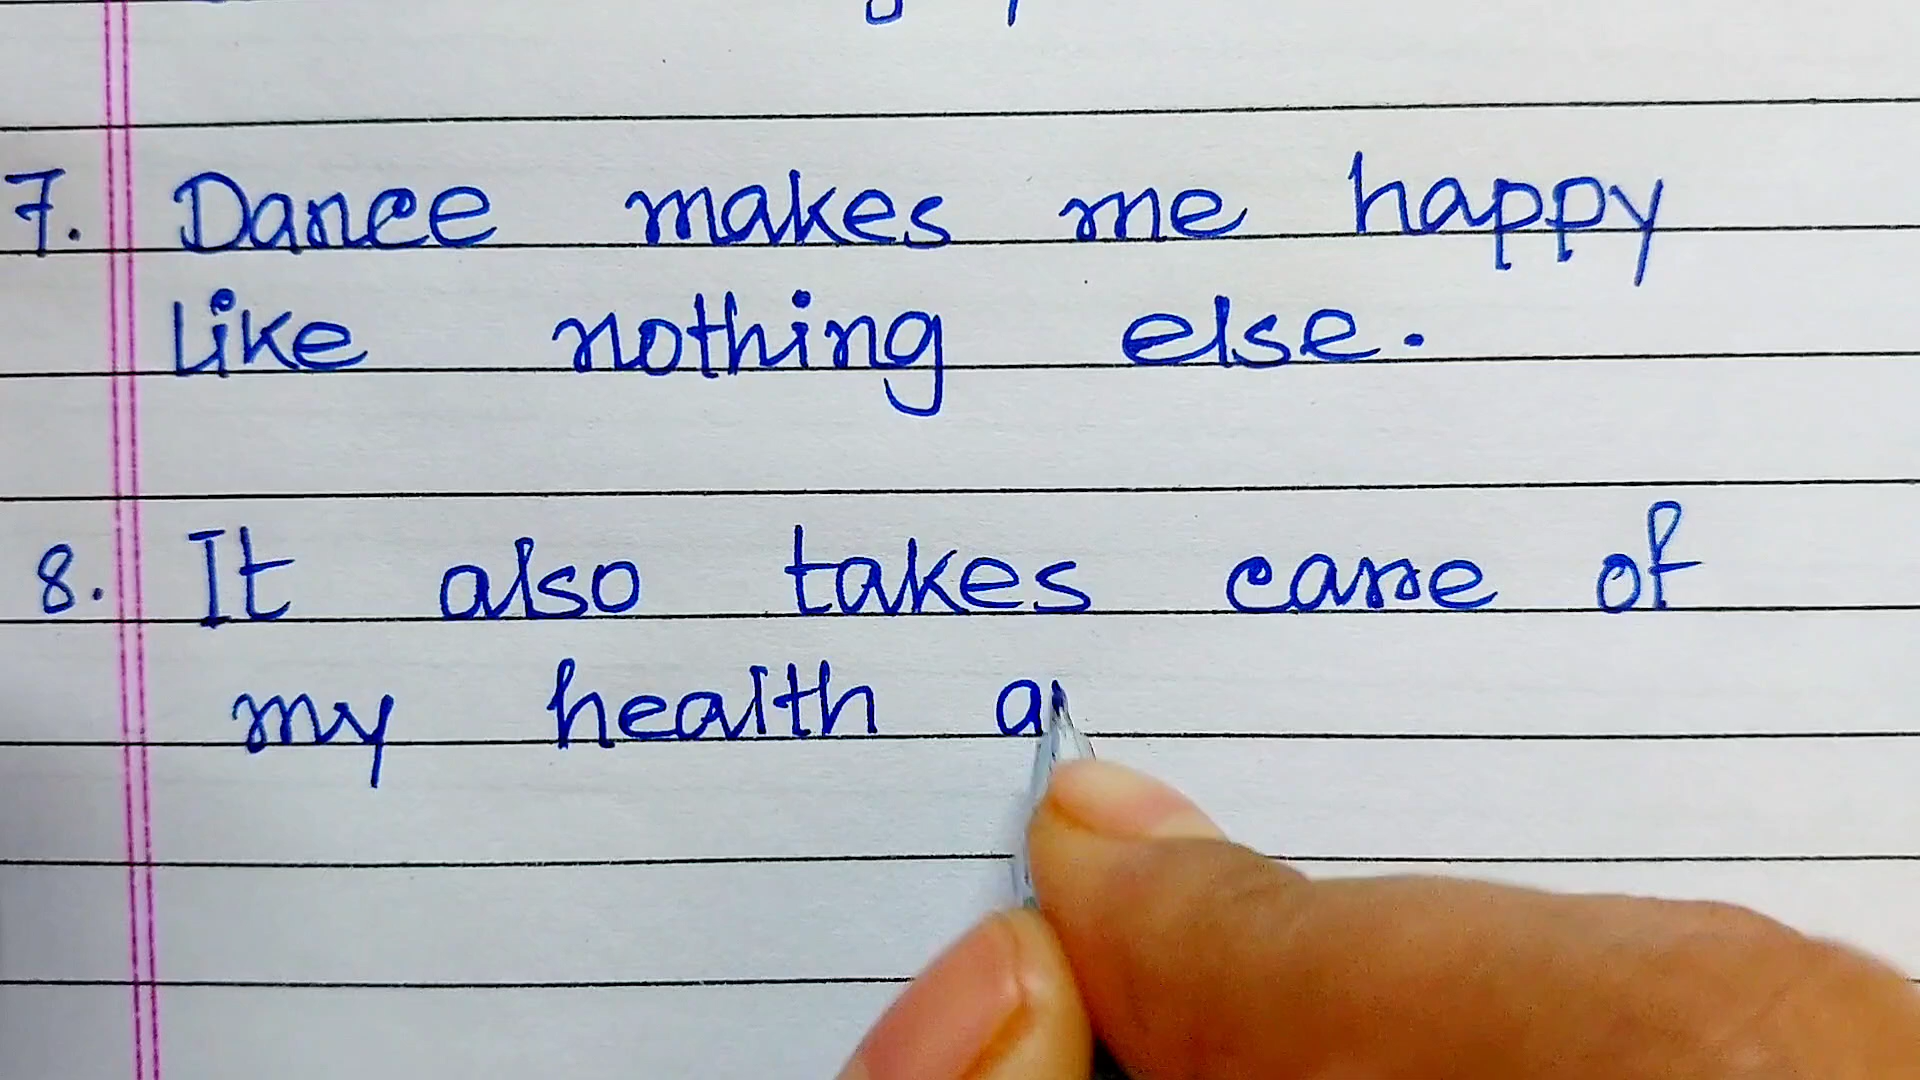 7. Dance makes me happy
like nothing else.
8. It also takes care of
my health a